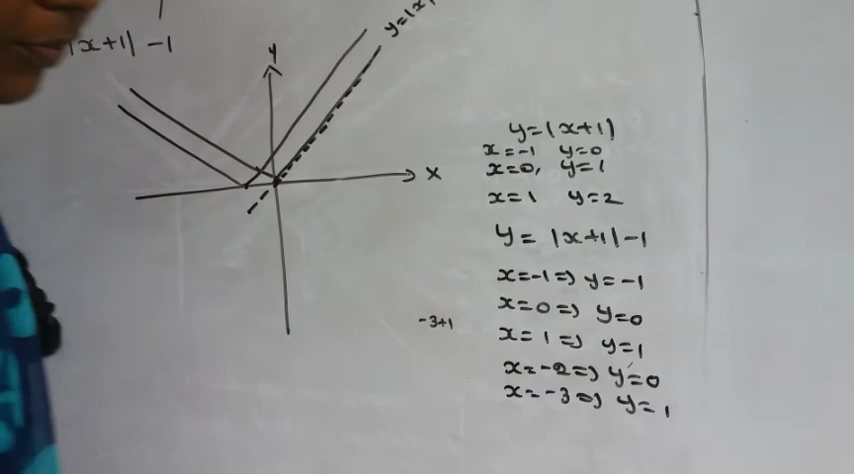 |x+1| -1
y=|x|
y
x
y=|x+1|
x=-1 y=0
x=0, y=1
x=1 y=2
y= |x+1|-1
x=-1=> y=-1
x=0=> y=0
-3+1
x=1=> y=1
x=-2=> y=0
x=-3=> y=1